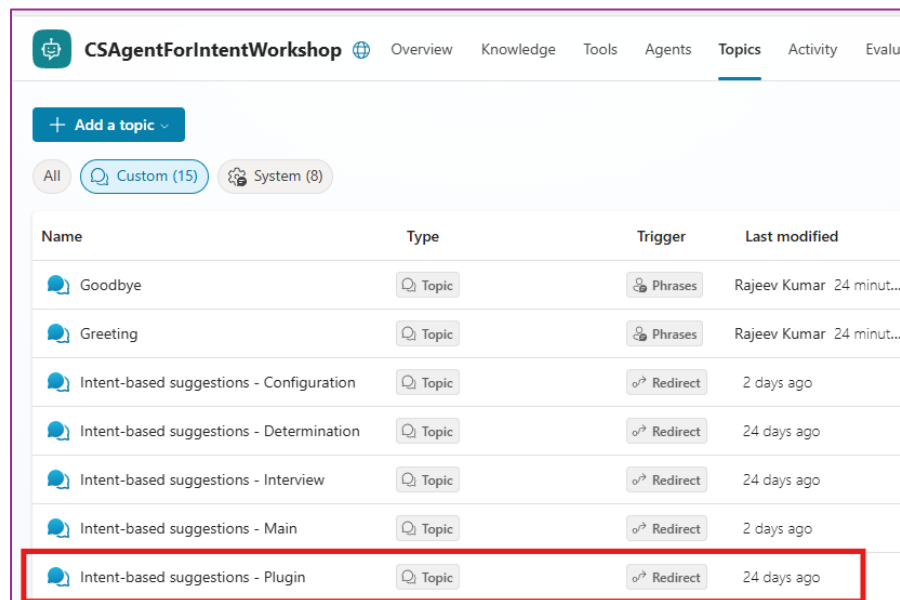 CSAgentForIntentWorkshop Overview Knowledge Tools Agents Topics Activity Evalu
+ Add a topic
All Custom (15) System (8)
Name Type Trigger Last modified
Goodbye Topic Phrases Rajeev Kumar 24 minut...
Greeting Topic Phrases Rajeev Kumar 24 minut...
Intent-based suggestions - Configuration Topic Redirect 2 days ago
Intent-based suggestions - Determination Topic Redirect 24 days ago
Intent-based suggestions - Interview Topic Redirect 24 days ago
Intent-based suggestions - Main Topic Redirect 2 days ago
Intent-based suggestions - Plugin Topic Redirect 24 days ago